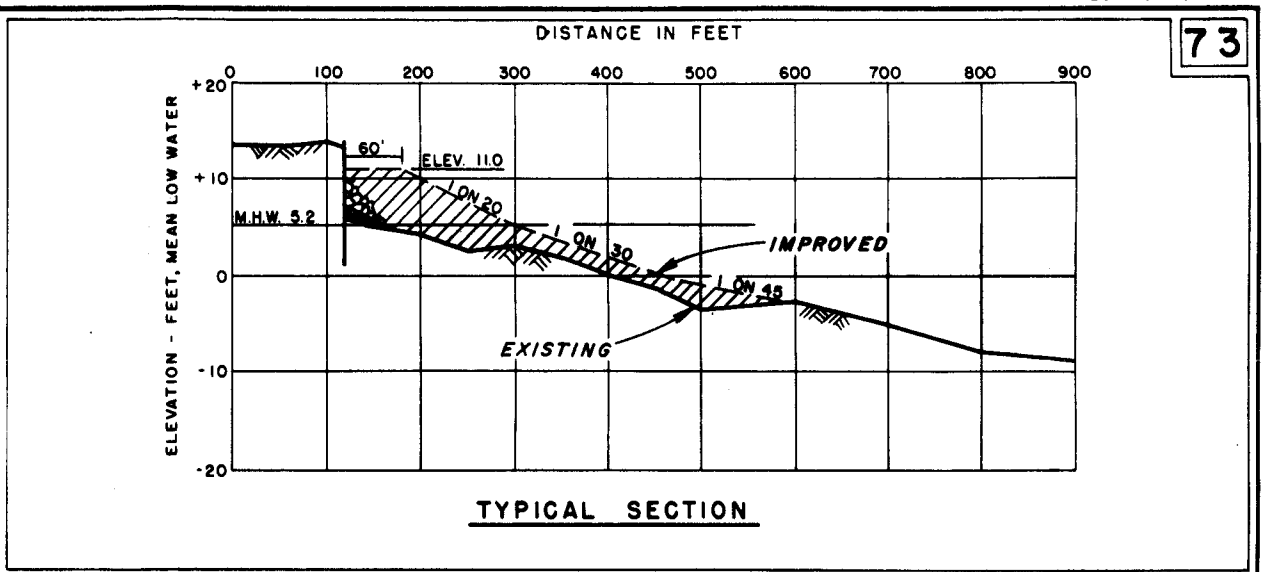 73
DISTANCE IN FEET
0 100 200 300 400 500 600 700 800 900
ELEVATION - FEET, MEAN LOW WATER
+20
+10
0
-10
-20
60'
ELEV. 11.0
M.H.W. 5.2
1 ON 20
1 ON 30
1 ON 45
IMPROVED
EXISTING
TYPICAL SECTION